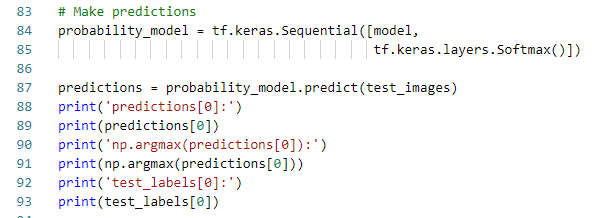 83 # Make predictions
84 probability_model = tf.keras.Sequential([model,
85 tf.keras.layers.Softmax()])
86
87 predictions = probability_model.predict(test_images)
88 print('predictions[0]:')
89 print(predictions[0])
90 print('np.argmax(predictions[0]):')
91 print(np.argmax(predictions[0]))
92 print('test_labels[0]:')
93 print(test_labels[0])